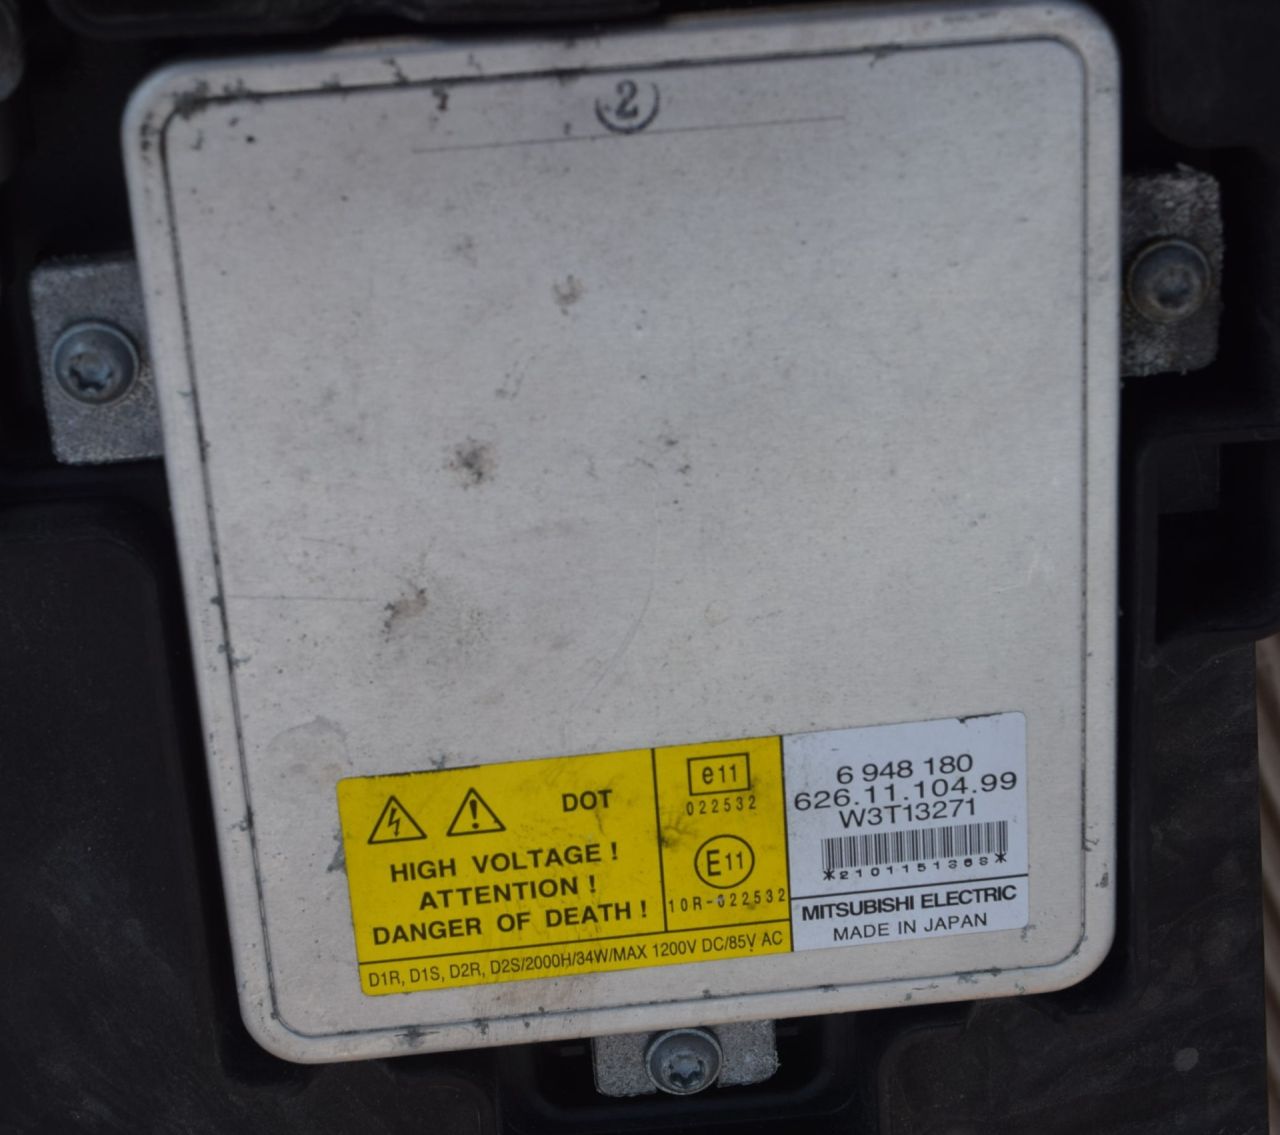 2
DOT
HIGH VOLTAGE !
ATTENTION !
DANGER OF DEATH !
e11
022532
E11
10R-022532
D1R, D1S, D2R, D2S/2000H/34W/MAX 1200V DC/85V AC
6 948 180
626.11.104.99
W3T13271
*2101151368*
MITSUBISHI ELECTRIC
MADE IN JAPAN